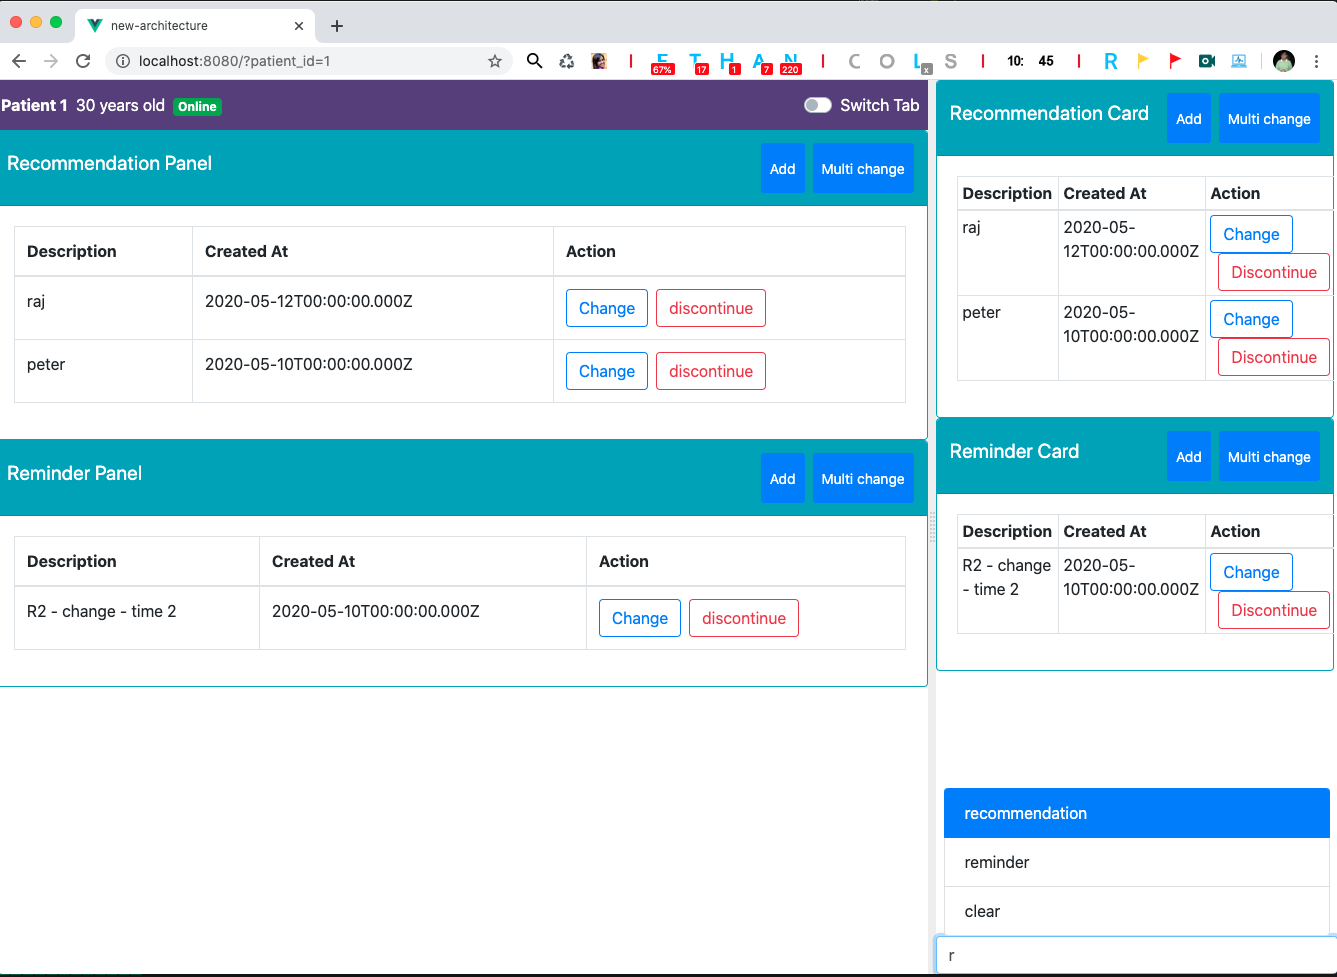 new-architecture
localhost:8080/?patient_id=1
E T H A N C O L S 10: 45 R
67% 17 1 7 220 x
Patient 1 30 years old Online Switch Tab
Recommendation Panel Add Multi change
Description Created At Action
raj 2020-05-12T00:00:00.000Z Change discontinue
peter 2020-05-10T00:00:00.000Z Change discontinue
Reminder Panel Add Multi change
Description Created At Action
R2 - change - time 2 2020-05-10T00:00:00.000Z Change discontinue
Recommendation Card Add Multi change
Description Created At Action
raj 2020-05- Change
12T00:00:00.000Z Discontinue
peter 2020-05- Change
10T00:00:00.000Z Discontinue
Reminder Card Add Multi change
Description Created At Action
R2 - change 2020-05- Change
- time 2 10T00:00:00.000Z Discontinue
recommendation
reminder
clear
r